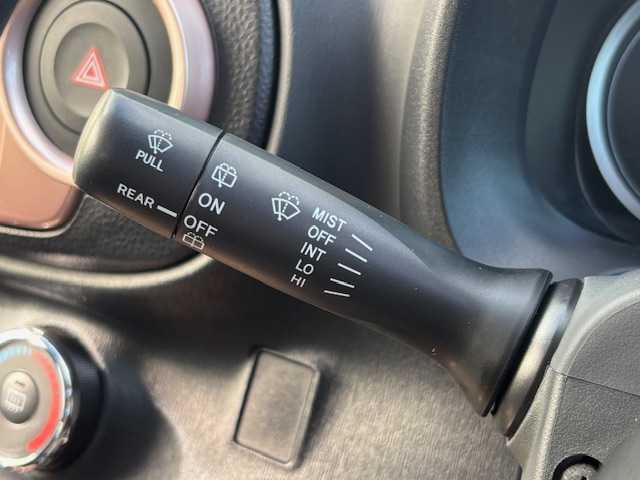 PULL
REAR
ON
OFF
MIST
OFF
INT
LO
HI